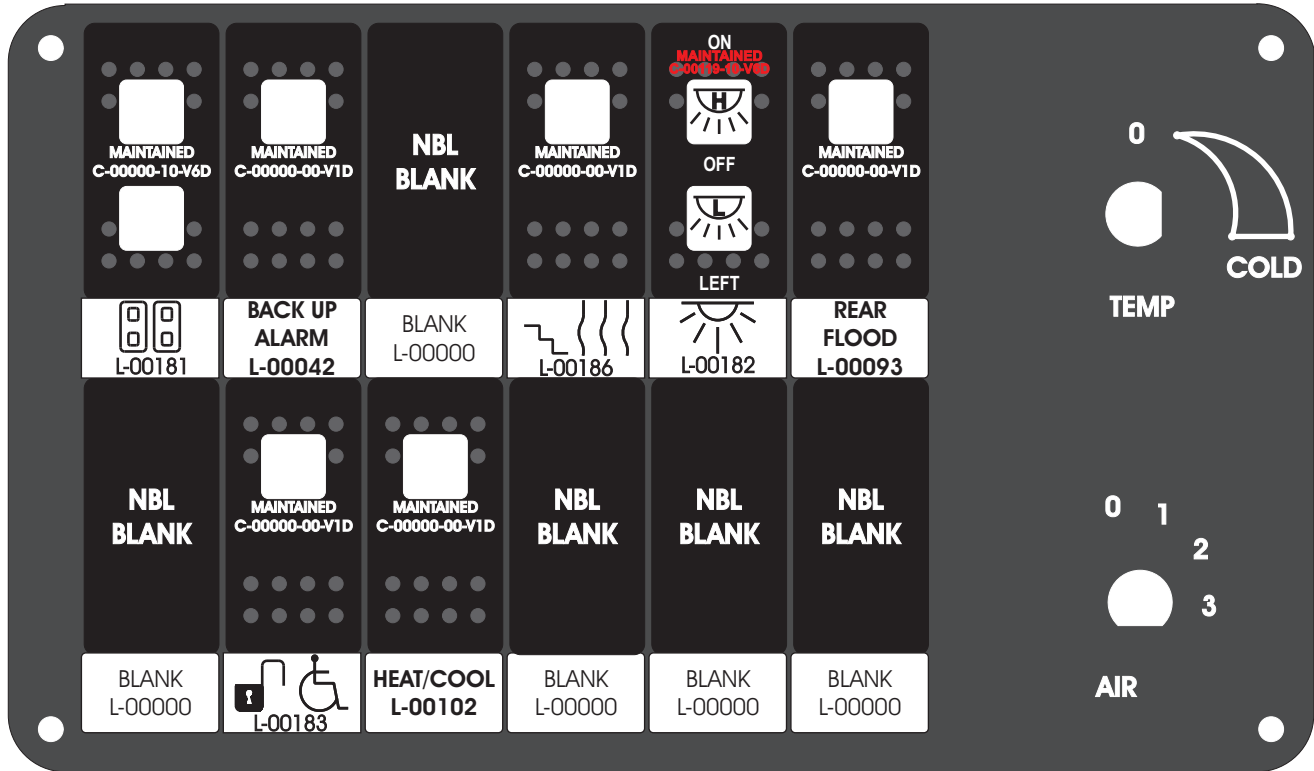 MAINTAINED
C-00000-10-V6D
L-00181
MAINTAINED
C-00000-00-V1D
BACK UP
ALARM
L-00042
NBL
BLANK
BLANK
L-00000
MAINTAINED
C-00000-00-V1D
L-00186
ON
MAINTAINED
H
OFF
L
LEFT
L-00182
MAINTAINED
C-00000-00-V1D
REAR
FLOOD
L-00093
0
COLD
TEMP
NBL
BLANK
BLANK
L-00000
MAINTAINED
C-00000-00-V1D
L-00183
MAINTAINED
C-00000-00-V1D
HEAT/COOL
L-00102
NBL
BLANK
BLANK
L-00000
NBL
BLANK
BLANK
L-00000
NBL
BLANK
BLANK
L-00000
0
1
2
3
AIR